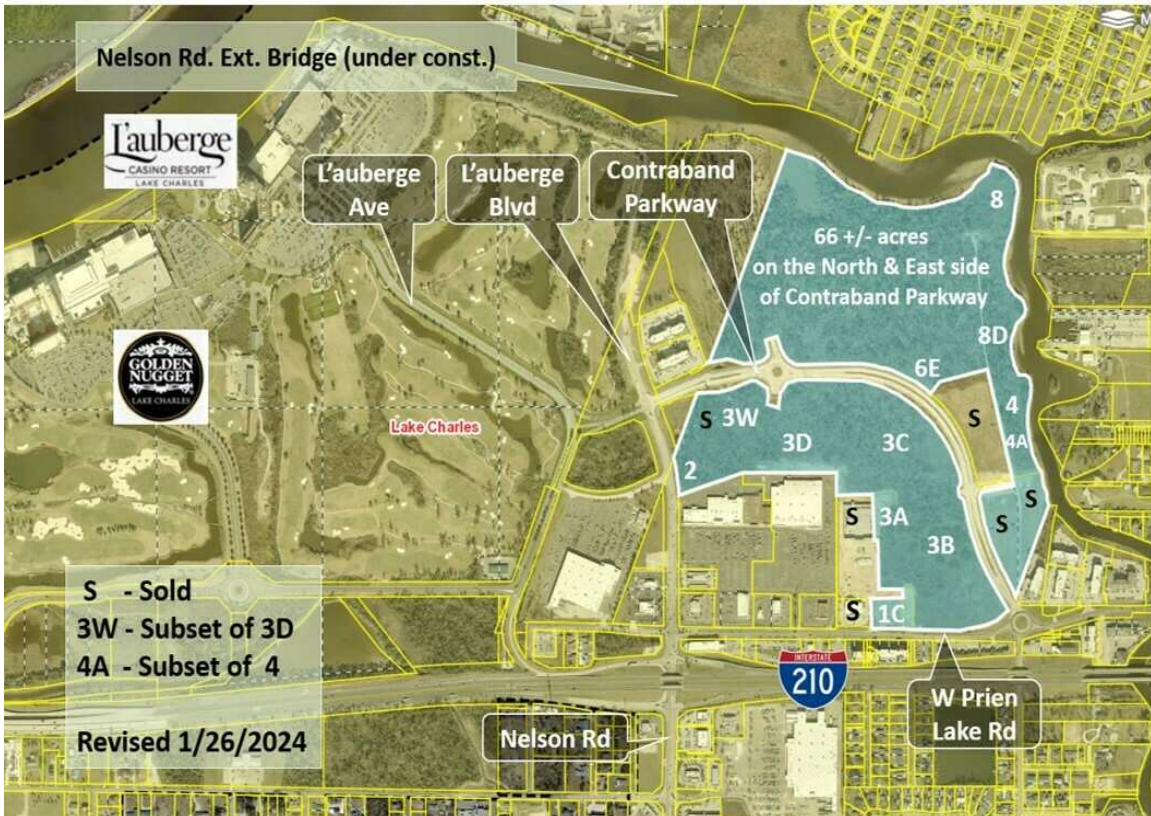 M
Nelson Rd. Ext. Bridge (under const.)
L'auberge
CASINO RESORT
LAKE CHARLES
L'auberge
Ave
L'auberge
Blvd
Contraband
Parkway
8
66 +/- acres
on the North & East side
of Contraband Parkway
8D
GOLDEN
NUGGET
LAKE CHARLES
6E
4
S
3W
S
Lake Charles
3D
3C
4A
2
S
S
3A
S
3B
S
1C
S - Sold
3W - Subset of 3D
4A - Subset of 4
Revised 1/26/2024
INTERSTATE
210
W Prien
Lake Rd
Nelson Rd